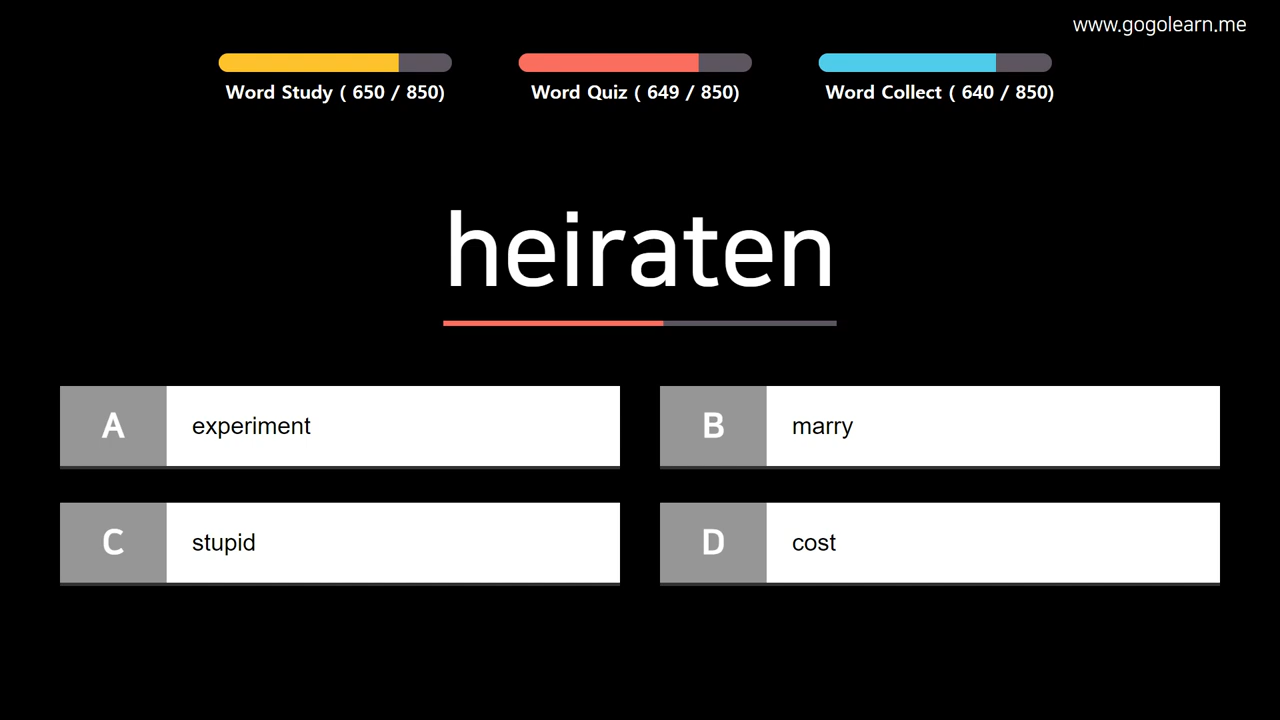 www.gogolearn.me
Word Study ( 650 / 850)
Word Quiz ( 649 / 850)
Word Collect ( 640 / 850)
heiraten
A experiment
B marry
C stupid
D cost